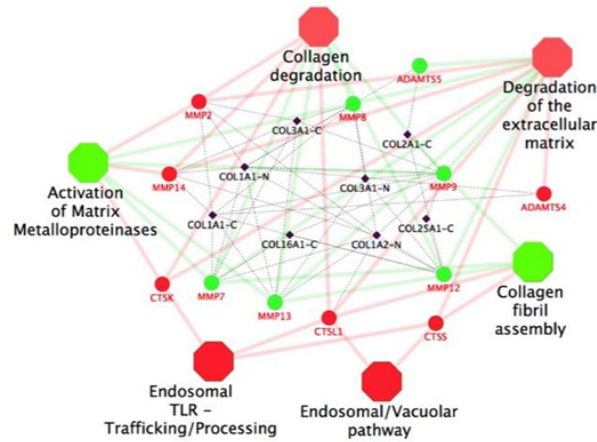 Collagen
degradation
ADAMTS5
Degradation
of the
extracellular
matrix
MMP2
MMP8
COL3A1-C
COL2A1-C
MMP14
COL1A1-N
COL3A1-N
MMP9
Activation
of Matrix
Metalloproteinases
ADAMTS4
COL1A1-C
COL25A1-C
COL16A1-C
COL1A2-N
CTSK
MMP7
MMP13
MMP12
Collagen
fibril
assembly
CTSL1
CTSS
Endosomal
TLR -
Trafficking/Processing
Endosomal/Vacuolar
pathway